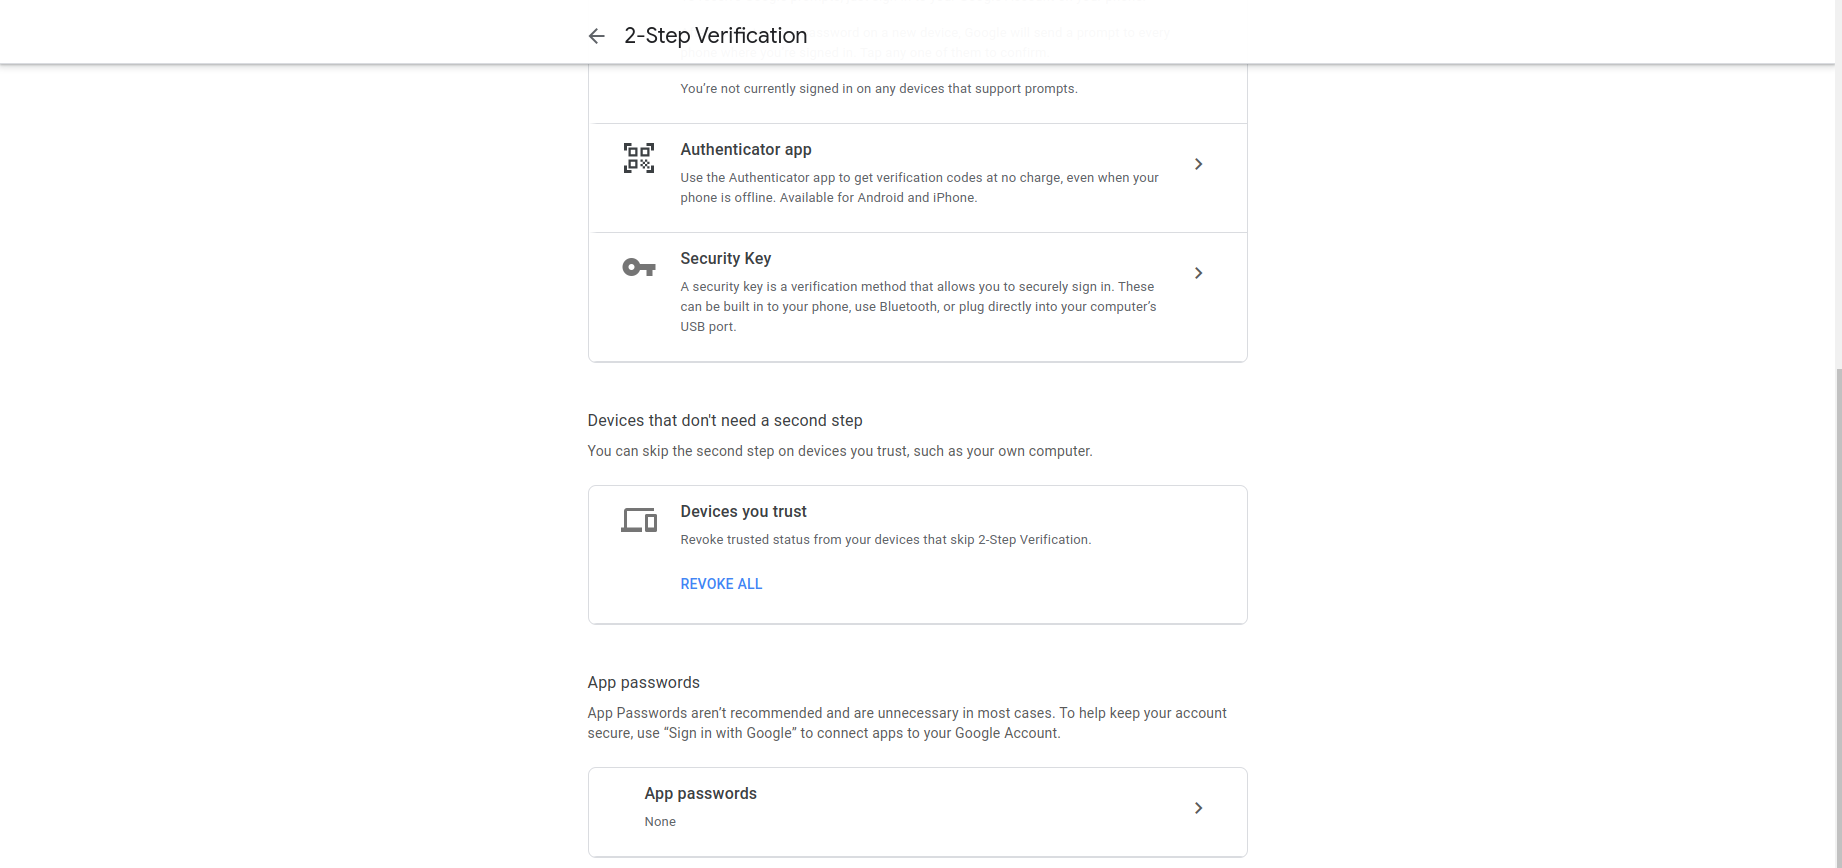 2-Step Verification
You’re not currently signed in on any devices that support prompts.
Authenticator app
Use the Authenticator app to get verification codes at no charge, even when your
phone is offline. Available for Android and iPhone.
Security Key
A security key is a verification method that allows you to securely sign in. These
can be built in to your phone, use Bluetooth, or plug directly into your computer’s
USB port.
Devices that don't need a second step
You can skip the second step on devices you trust, such as your own computer.
Devices you trust
Revoke trusted status from your devices that skip 2-Step Verification.
REVOKE ALL
App passwords
App Passwords aren’t recommended and are unnecessary in most cases. To help keep your account
secure, use “Sign in with Google” to connect apps to your Google Account.
App passwords
None